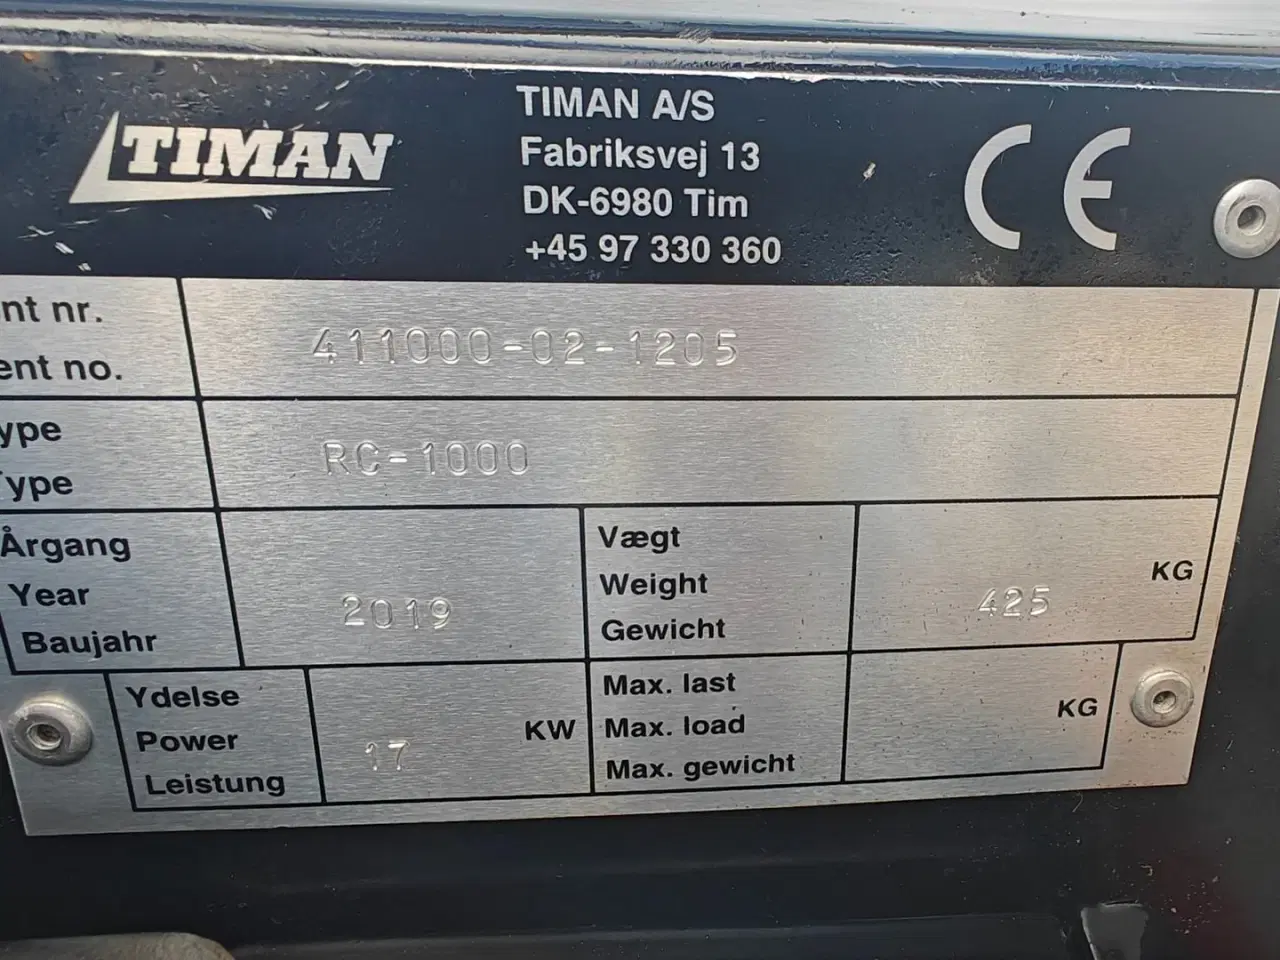 TIMAN
TIMAN A/S
Fabriksvej 13
DK-6980 Tim
+45 97 330 360
CE
nt nr.
ent no.
411000-02-1205
ype
Type
RC-1000
Årgang
Year
Baujahr
2019
Vægt
Weight
Gewicht
425
KG
Ydelse
Power
Leistung
17
KW
Max. last
Max. load
Max. gewicht
KG